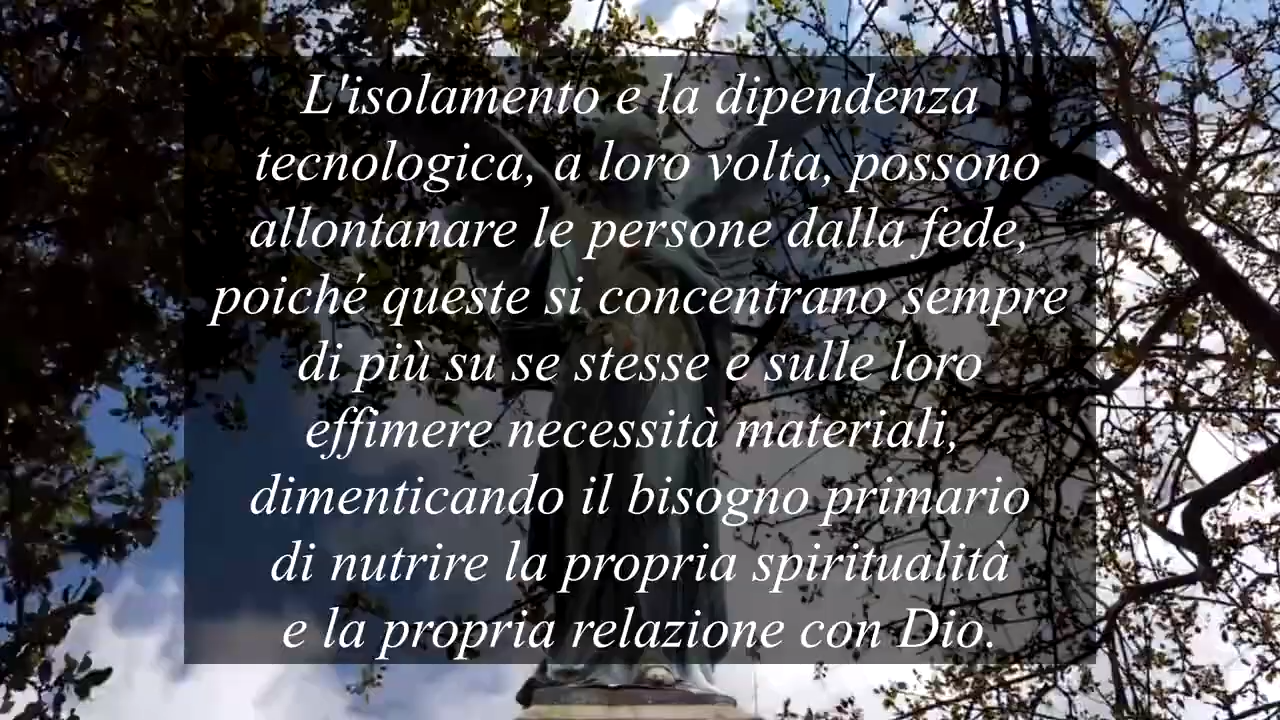 L'isolamento e la dipendenza
tecnologica, a loro volta, possono
allontanare le persone dalla fede,
poiché queste si concentrano sempre
di più su se stesse e sulle loro
effimere necessità materiali,
dimenticando il bisogno primario
di nutrire la propria spiritualità
e la propria relazione con Dio.